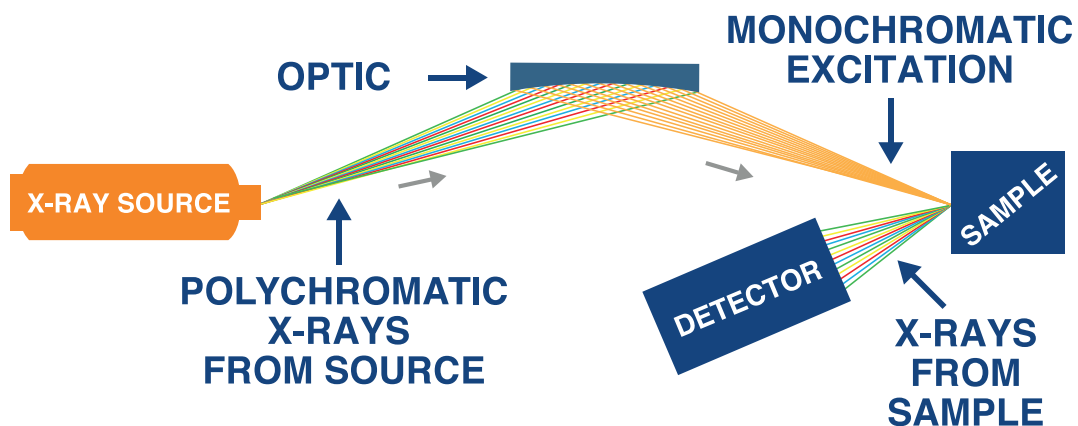 MONOCHROMATIC
EXCITATION
OPTIC
X-RAY SOURCE
SAMPLE
DETECTOR
POLYCHROMATIC
X-RAYS
FROM SOURCE
X-RAYS
FROM
SAMPLE